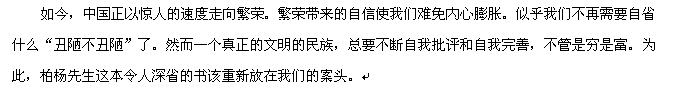 如今，中国正以惊人的速度走向繁荣。繁荣带来的自信使我们难免内心膨胀。似乎我们不再需要自省
什么“丑陋不丑陋”了。然而一个真正的文明的民族，总要不断自我批评和自我完善，不管是穷是富。为
此，柏杨先生这本令人深省的书该重新放在我们的案头。↵